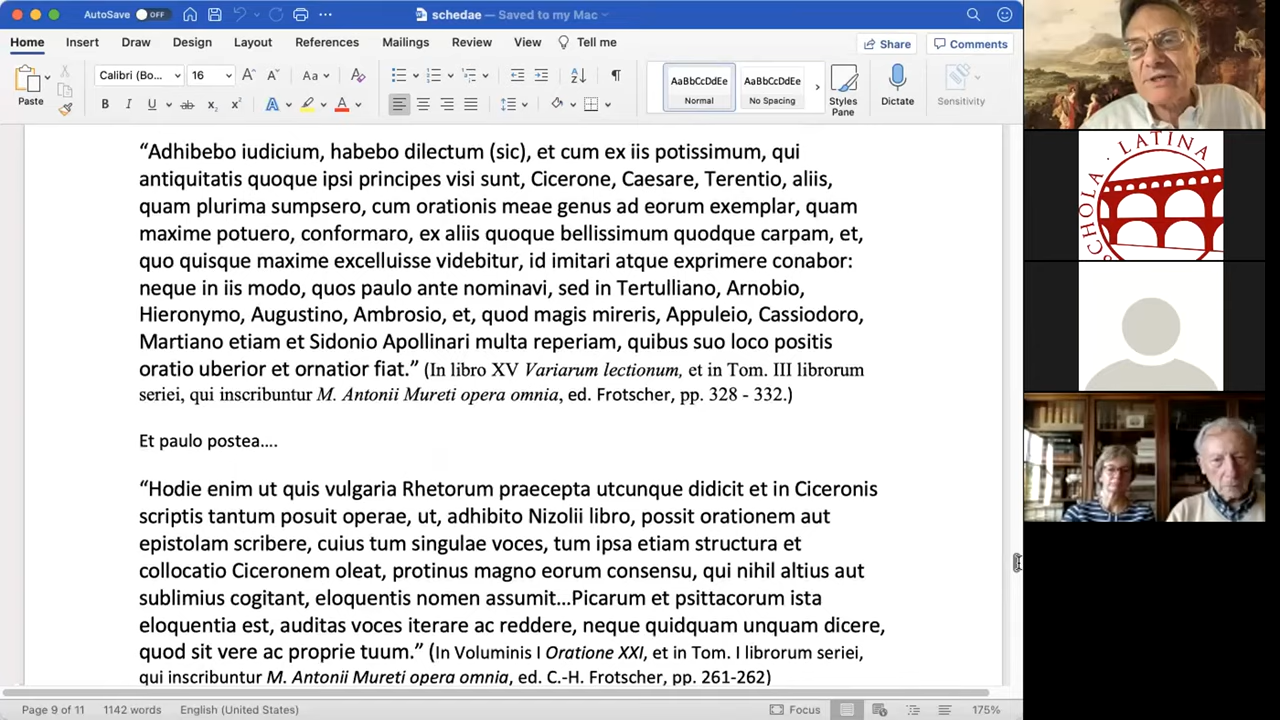 AutoSave OFF schedae — Saved to my Mac
Home Insert Draw Design Layout References Mailings Review View Tell me Share Comments
Paste Calibri (Bo... 16 Aa AaBbCcDdEe AaBbCcDdEe
Normal No Spacing Styles Pane Dictate Sensitivity
“Adhibebo iudicium, habebo dilectum (sic), et cum ex iis potissimum, qui
antiquitatis quoque ipsi principes visi sunt, Cicerone, Caesare, Terentio, aliis,
quam plurima sumpsero, cum orationis meae genus ad eorum exemplar, quam
maxime potuero, conformaro, ex aliis quoque bellissimum quodque carpam, et,
quo quisque maxime excelluisse videbitur, id imitari atque exprimere conabor:
neque in iis modo, quos paulo ante nominavi, sed in Tertulliano, Arnobio,
Hieronymo, Augustino, Ambrosio, et, quod magis mireris, Appuleio, Cassiodoro,
Martiano etiam et Sidonio Apollinari multa reperiam, quibus suo loco positis
oratio uberior et ornatior fiat.” (In libro XV Variarum lectionum, et in Tom. III librorum
seriei, qui inscribuntur M. Antonii Mureti opera omnia, ed. Frotscher, pp. 328 - 332.)
Et paulo postea....
“Hodie enim ut quis vulgaria Rhetorum praecepta utcunque didicit et in Ciceronis
scriptis tantum posuit operae, ut, adhibito Nizolii libro, possit orationem aut
epistolam scribere, cuius tum singulae voces, tum ipsa etiam structura et
collocatio Ciceronem oleat, protinus magno eorum consensu, qui nihil altius aut
sublimius cogitant, eloquentis nomen assumit...Picarum et psittacorum ista
eloquentia est, auditas voces iterare ac reddere, neque quidquam unquam dicere,
quod sit vere ac proprie tuum.” (In Voluminis I Oratione XXI, et in Tom. I librorum seriei,
qui inscribuntur M. Antonii Mureti opera omnia, ed. C.-H. Frotscher, pp. 261-262)
Page 9 of 11 1142 words English (United States) Focus 175%
LATINA